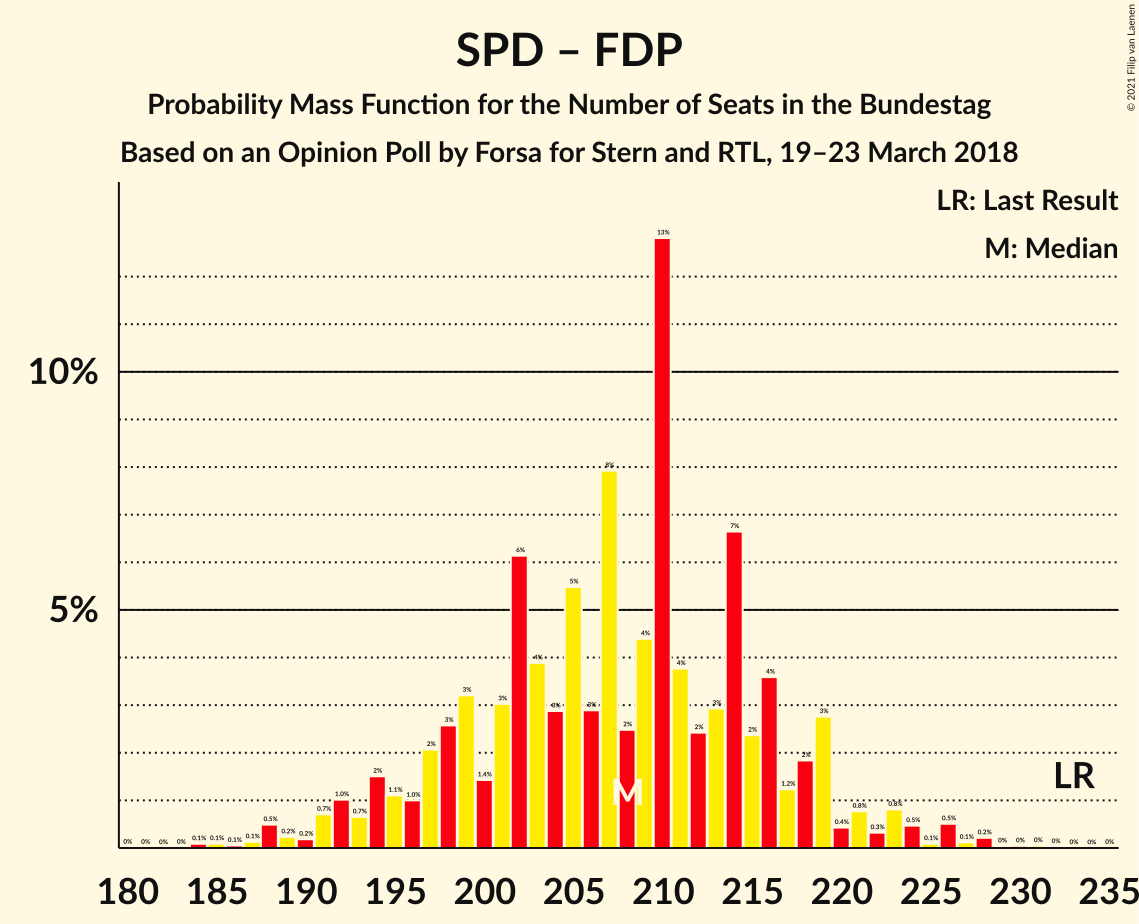 SPD – FDP
Probability Mass Function for the Number of Seats in the Bundestag
Based on an Opinion Poll by Forsa for Stern and RTL, 19–23 March 2018
© 2021 Filip van Laenen
LR: Last Result
M: Median
10%
5%
0% 0% 0% 0% 0.1% 0.1% 0.1% 0.1% 0.5% 0.2% 0.2% 0.7% 1.0% 0.7% 2% 1.1% 1.0% 2% 3% 3% 1.4% 3% 6% 4% 3% 5% 3% 8% 2% 4% 13% 4% 2% 3% 7% 2% 4% 1.2% 2% 3% 0.4% 0.8% 0.3% 0.8% 0.5% 0.1% 0.5% 0.1% 0.2% 0% 0% 0% 0% 0% 0% 0%
M
LR
180 185 190 195 200 205 210 215 220 225 230 235